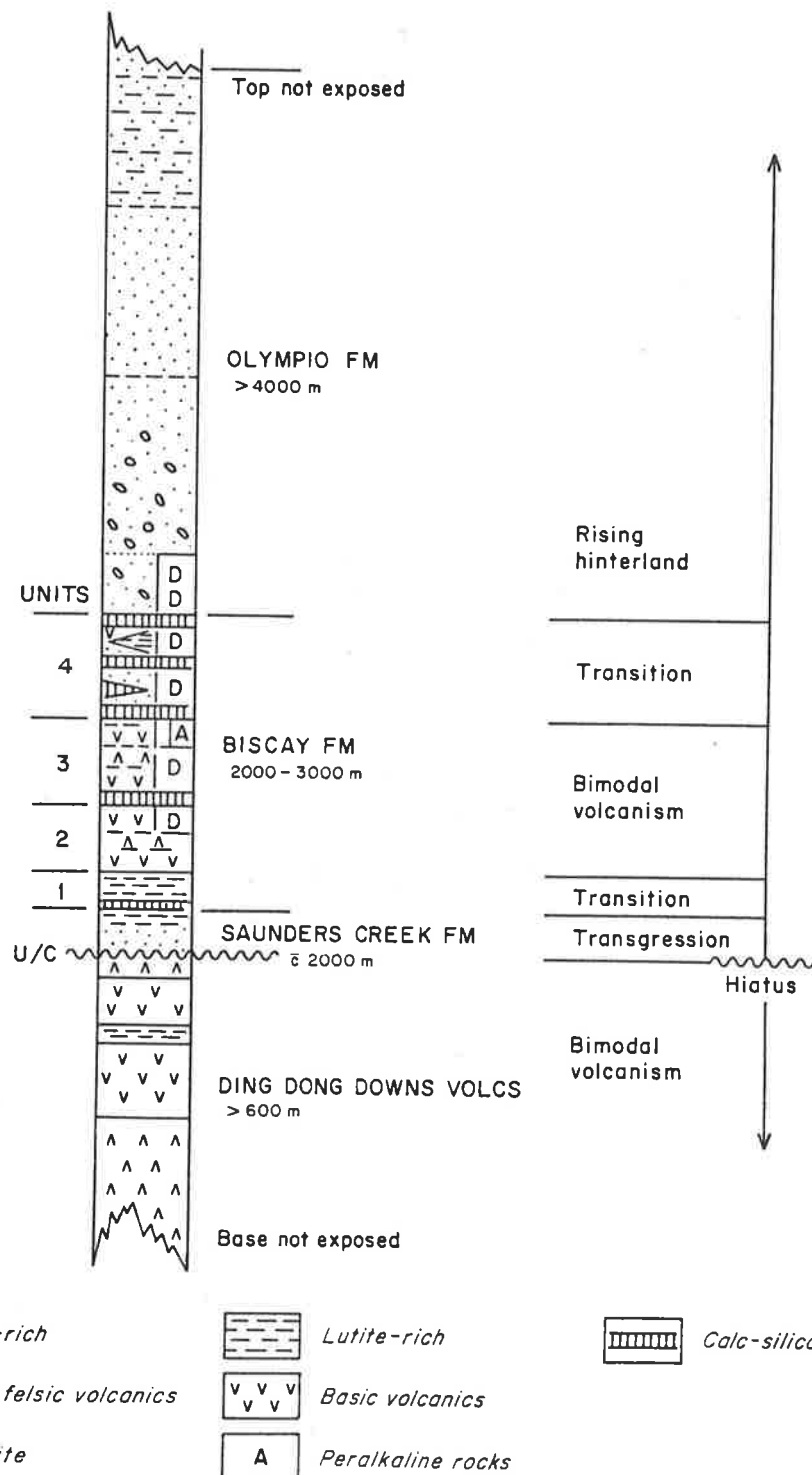 Top not exposed
OLYMPIO FM
>4000 m
Rising
hinterland
UNITS
D
D
D
4
Transition
D
A
BISCAY FM
2000-3000 m
3
D
Bimodal
volcanism
D
2
1
Transition
SAUNDERS CREEK FM
c̄ 2000 m
Transgression
U/C
Hiatus
Bimodal
volcanism
DING DONG DOWNS VOLCS
>600 m
Base not exposed
-rich
Lutite-rich
Calc-silica
felsic volcanics
Basic volcanics
ite
A
Peralkaline rocks